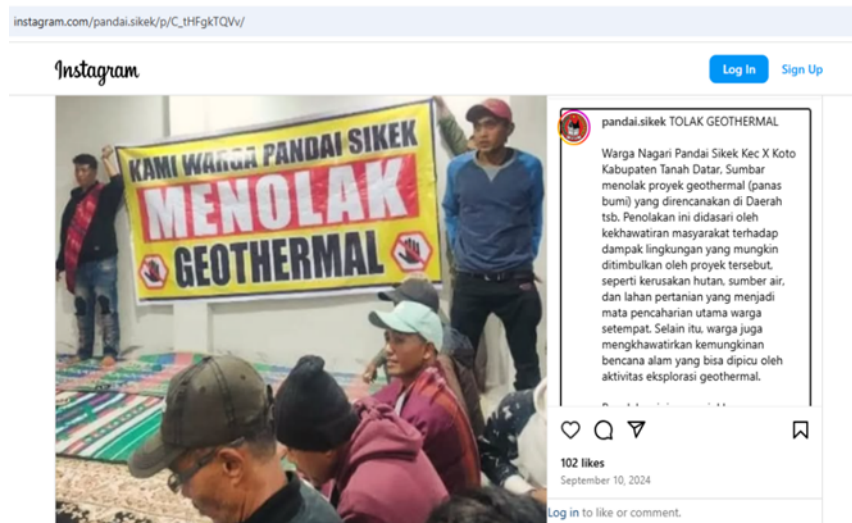 instagram.com/pandai.sikek/p/C_tHFgkTQVv/
Instagram
Log In
Sign Up
KAMI WARGA PANDAI SIKEK
MENOLAK
GEOTHERMAL
pandai.sikek TOLAK GEOTHERMAL
Warga Nagari Pandai Sikek Kec X Koto
Kabupaten Tanah Datar, Sumbar
menolak proyek geothermal (panas
bumi) yang direncanakan di Daerah
tsb. Penolakan ini didasari oleh
kekhawatiran masyarakat terhadap
dampak lingkungan yang mungkin
ditimbulkan oleh proyek tersebut,
seperti kerusakan hutan, sumber air,
dan lahan pertanian yang menjadi
mata pencaharian utama warga
setempat. Selain itu, warga juga
mengkhawatirkan kemungkinan
bencana alam yang bisa dipicu oleh
aktivitas eksplorasi geothermal.
102 likes
September 10, 2024
Log in to like or comment.